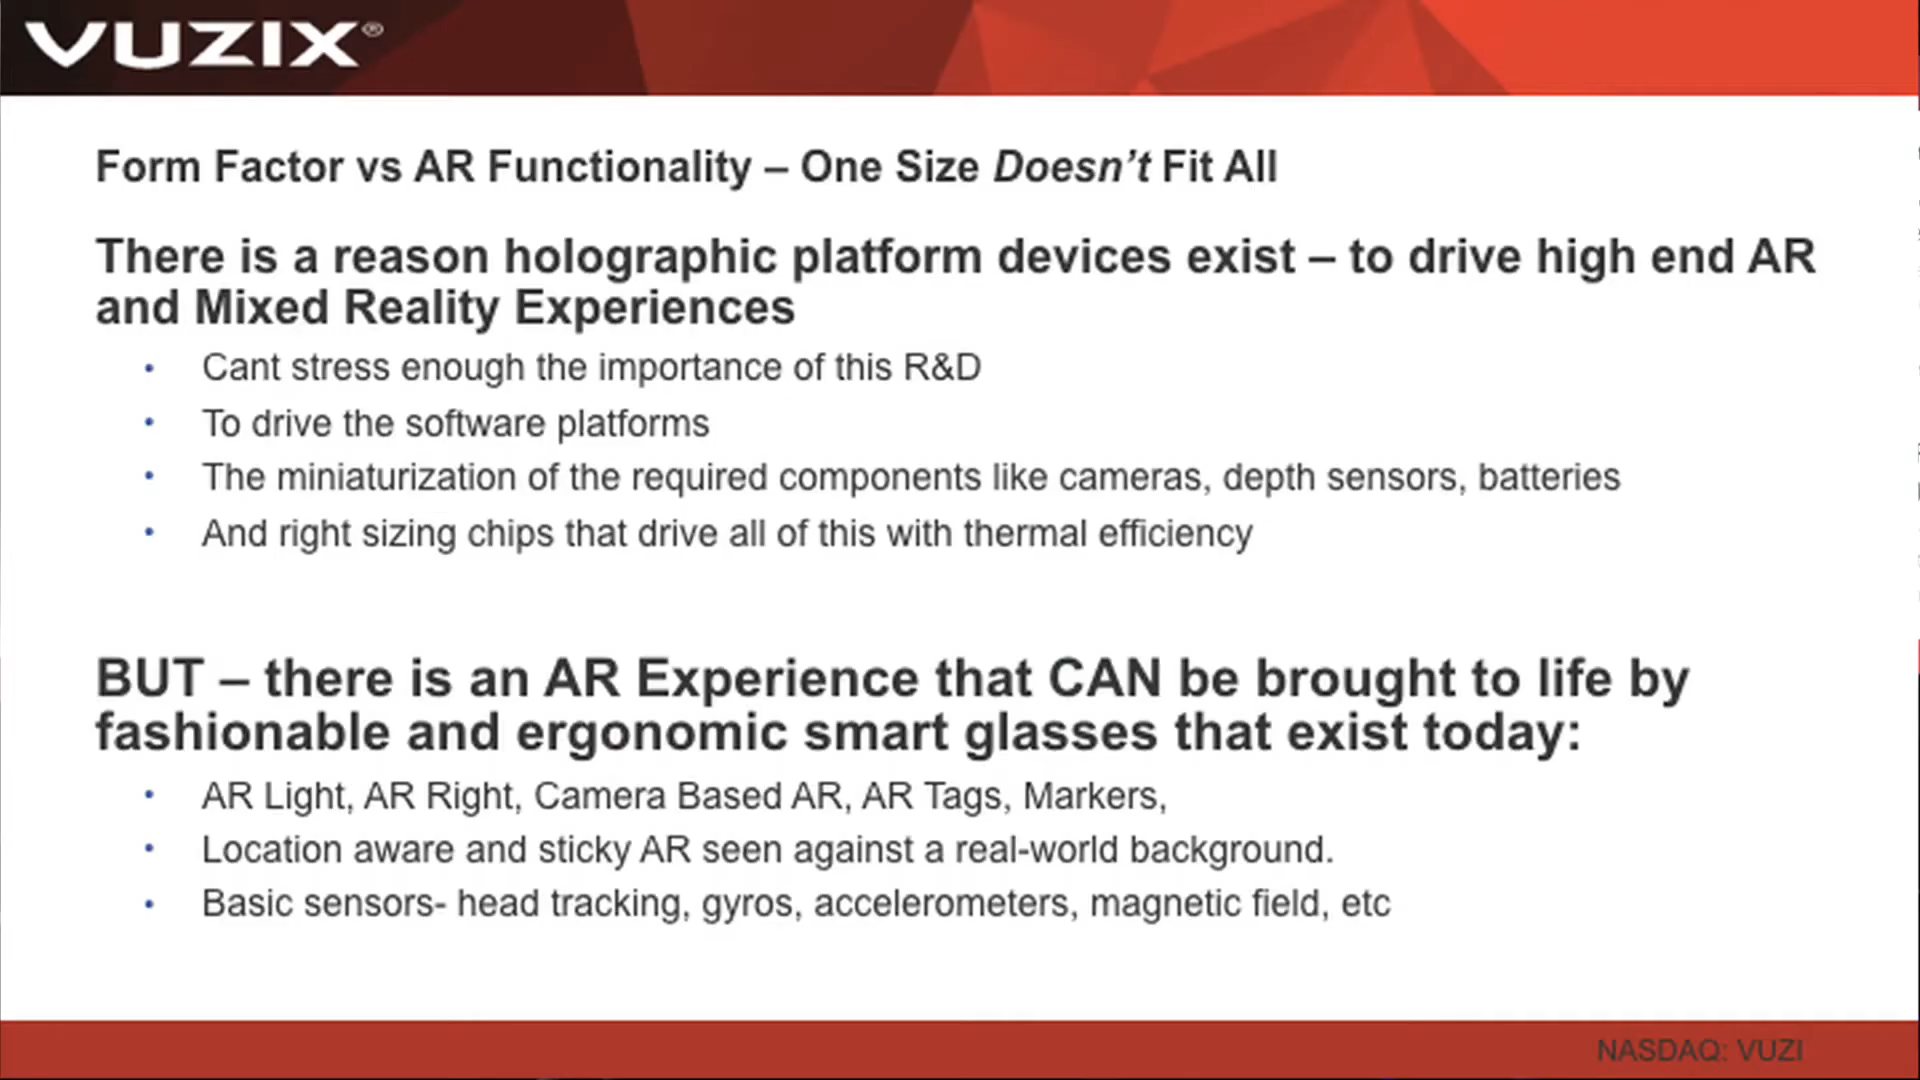 VUZIX®
Form Factor vs AR Functionality – One Size Doesn't Fit All
There is a reason holographic platform devices exist – to drive high end AR
and Mixed Reality Experiences
• Cant stress enough the importance of this R&D
• To drive the software platforms
• The miniaturization of the required components like cameras, depth sensors, batteries
• And right sizing chips that drive all of this with thermal efficiency
BUT – there is an AR Experience that CAN be brought to life by
fashionable and ergonomic smart glasses that exist today:
• AR Light, AR Right, Camera Based AR, AR Tags, Markers,
• Location aware and sticky AR seen against a real-world background.
• Basic sensors- head tracking, gyros, accelerometers, magnetic field, etc
NASDAQ: VUZI